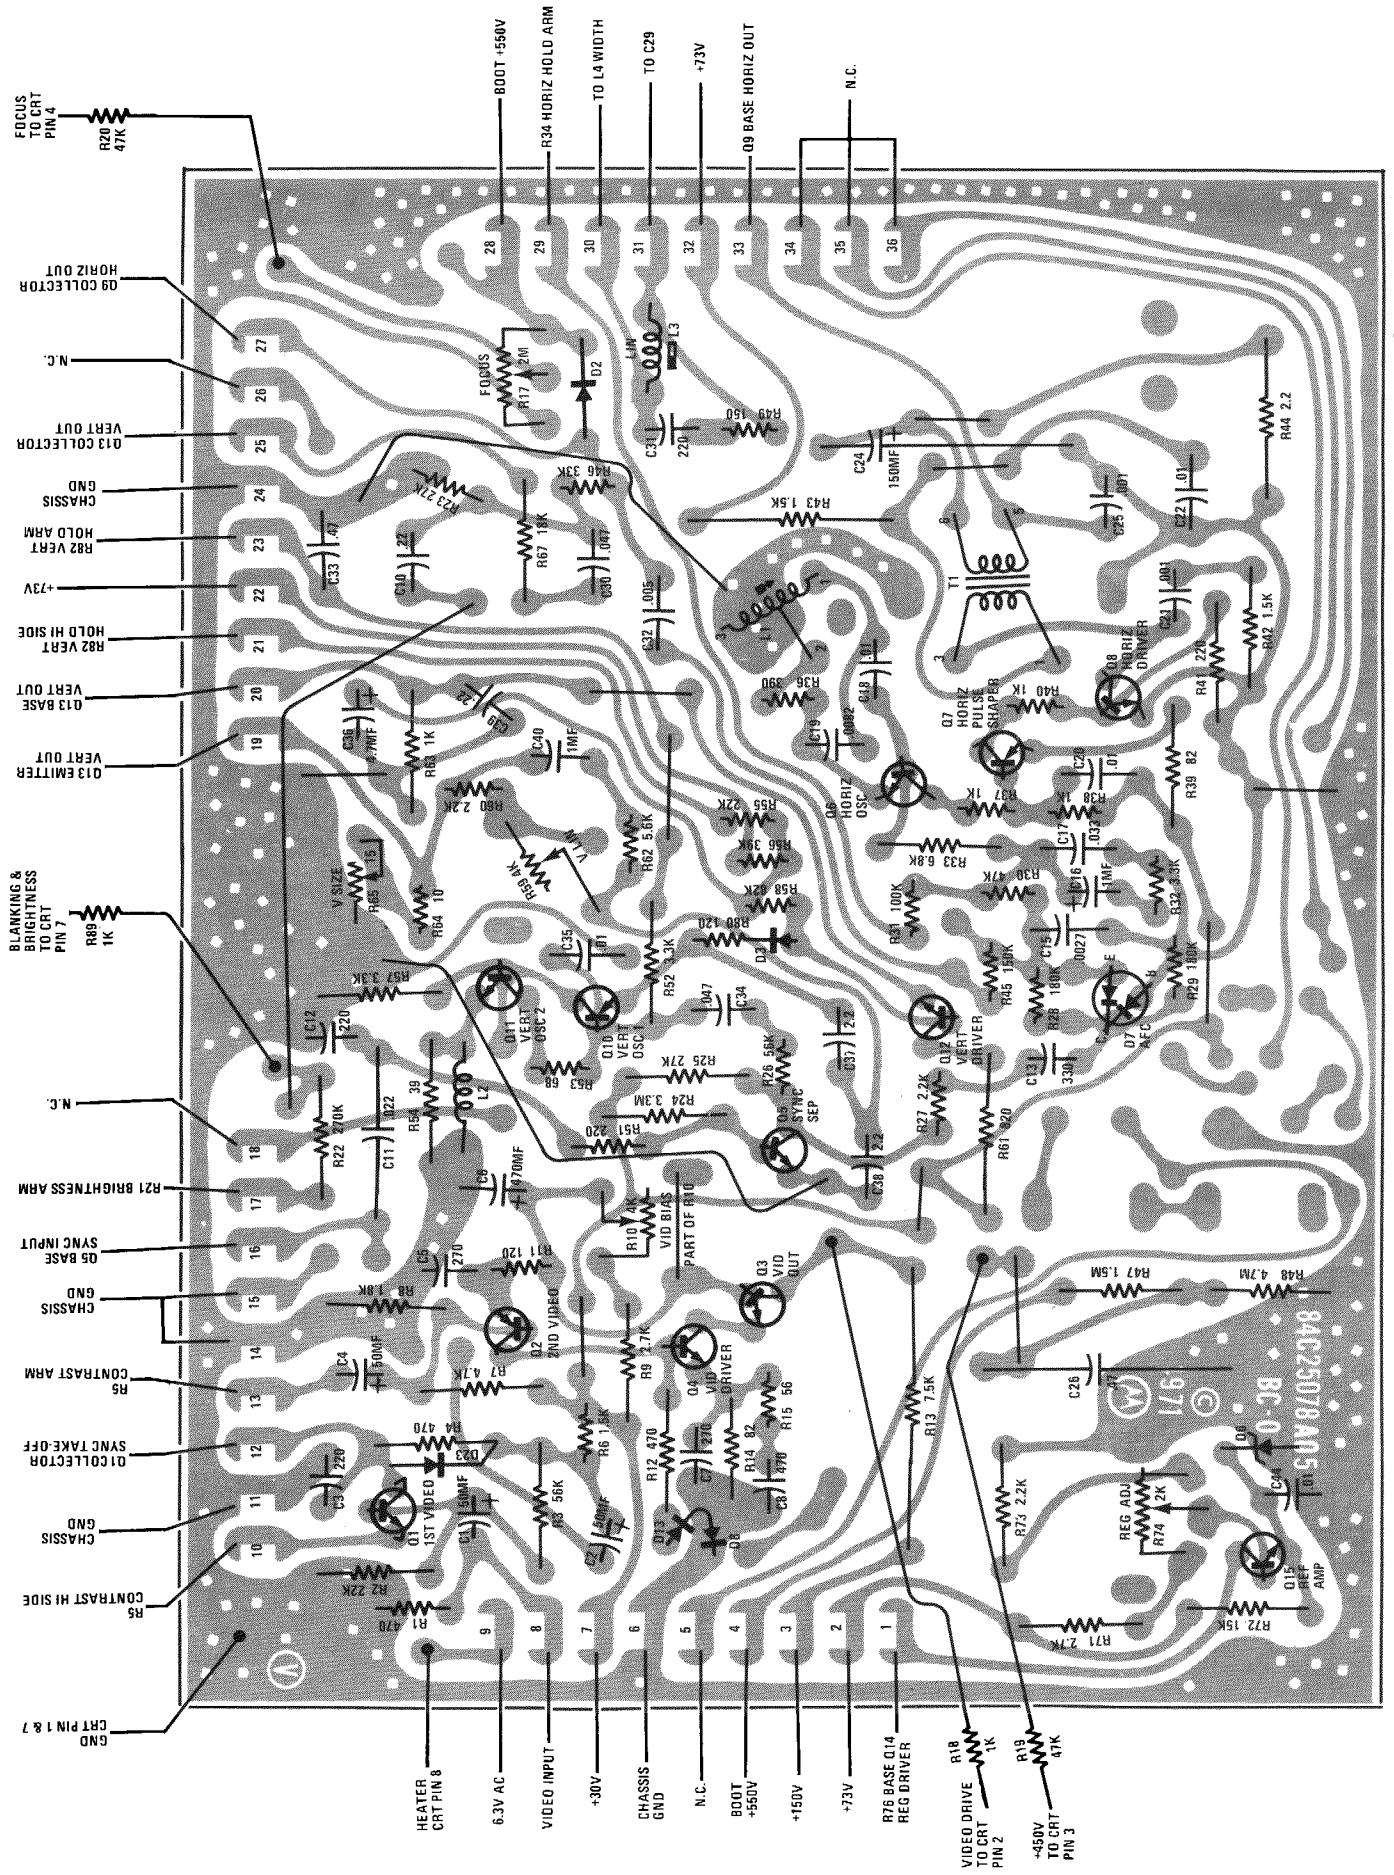 FOCUS
TO CRT
PIN 4
R20
47K
BOOT +550V
R34 HORIZ HOLD ARM
TO L4 WIDTH
TO C29
+73V
Q9 BASE HORIZ OUT
N.C.
28
29
30
31
32
33
34
35
36
Q9 COLLECTOR
HORIZ OUT
N.C.
Q13 COLLECTOR
VERT OUT
CHASSIS
GND
R82 VERT
HOLD ARM
+73V
R82 VERT
HOLD HI SIDE
Q13 BASE
VERT OUT
Q13 EMITTER
VERT OUT
BLANKING &
BRIGHTNESS
TO CRT
PIN 7
R89
1K
N.C.
R21 BRIGHTNESS ARM
Q5 BASE
SYNC INPUT
CHASSIS
GND
R5
CONTRAST ARM
Q1 COLLECTOR
SYNC TAKE-OFF
CHASSIS
GND
R5
CONTRAST HI SIDE
GND
CRT PIN 1 & 7
27
26
25
24
23
22
21
20
19
18
17
16
15
14
13
12
11
10
FOCUS
R17 2M
D2
LIN
L3
C31
220
R49 150
C24
150MF
R44 2.2
R23 27K
R46 33K
C33 .47
C10 .22
R67 18K
C30 .047
R43 1.5K
C25 .001
C22 .01
6
5
T1
3
1
C32 .005
3
L1
1
2
C21 .001
R42 1.5K
R41 220
Q8
HORIZ
DRIVER
C18 .01
R36
390
R40 1K
Q7
HORIZ
PULSE
SHAPER
C19
.0082
C36
4.7MF
R63 1K
C39 .22
C40
1MF
R60 2.2K
Q6
HORIZ
OSC
C20
.01
R39 82
R37
1K
R38
1K
R55
22K
R56 39K
R58 82K
R62 5.6K
V LIN
R59 4K
V SIZE
R65 15
R64 10
R33 6.8K
C17
.033
R30
47K
C16
1MF
R32 3.3K
R31 100K
R80 120
D3
C35
.01
R52 3.3K
C15
.0027
R45 150K
R29 180K
R28
180K
E
B
C
D7
AFC
R57 3.3K
C12
220
Q11
VERT
OSC 2
Q10
VERT
OSC 1
.047
C34
2.2
C37
Q12
VERT
DRIVER
C13
330
R54 39
L2
R53
68
R25 27K
R26 56K
R24 3.3M
R27 2.2K
R61 820
Q5
SYNC
SEP
R22 270K
C11 .022
R51
220
C38 2.2
C6
470MF
R10 4K
VID BIAS
PART OF R10
C5
270
R11 120
Q3
VID
OUT
R8 1.8K
R47 1.5M
R48 4.7M
Q2
2ND VIDEO
C4
50MF
R7 4.7K
R9 2.7K
Q4
VID
DRIVER
C26
.47
84C25078A05
BC-0
© 1971
M
R15 56
R13 7.5K
R6 1.5K
R4 470
D23
R12 470
C7 270
R14 82
C8 470
C3
220
Q1
1ST VIDEO
C1 50MF
R3 56K
C2 50MF
D13
D8
R73 2.2K
REG ADJ
R74 2K
D6
C44
.01
Q15
REF
AMP
R2 22K
R1
470
R71
2.7K
R72 15K
V
9
8
7
6
5
4
3
2
1
HEATER
CRT PIN 8
6.3V AC
VIDEO INPUT
+30V
CHASSIS
GND
N.C.
BOOT
+550V
+150V
+73V
R76 BASE Q14
REG DRIVER
R18
1K
VIDEO DRIVE
TO CRT
PIN 2
R19
47K
+450V
TO CRT
PIN 3